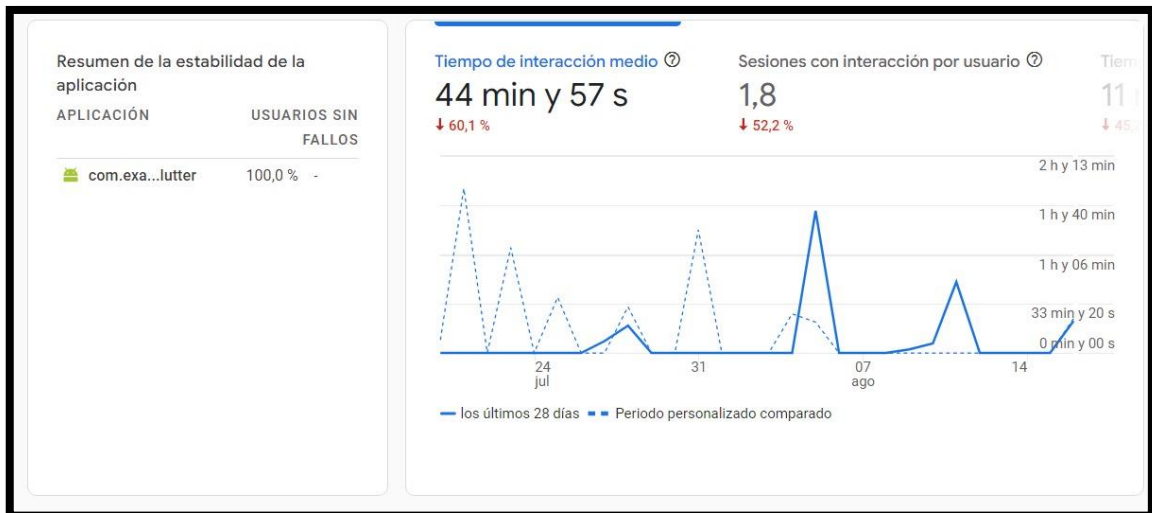 Resumen de la estabilidad de la
aplicación
APLICACIÓN USUARIOS SIN
FALLOS
com.exa...lutter 100,0 % -
Tiempo de interacción medio
44 min y 57 s
↓ 60,1 %
Sesiones con interacción por usuario
1,8
↓ 52,2 %
Tiem
11
↓ 45,
2 h y 13 min
1 h y 40 min
1 h y 06 min
33 min y 20 s
0 min y 00 s
24
jul
31
07
ago
14
los últimos 28 días
Periodo personalizado comparado